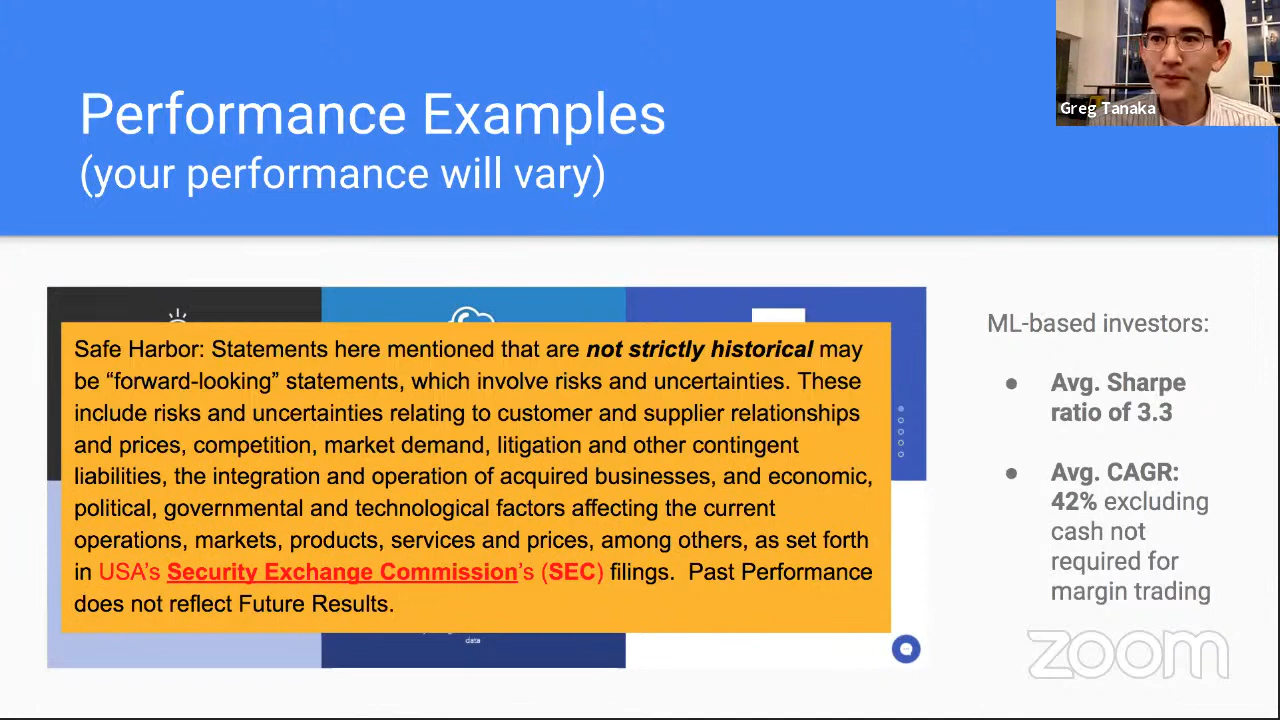 Performance Examples
(your performance will vary)
Greg Tanaka
Safe Harbor: Statements here mentioned that are not strictly historical may
be “forward-looking” statements, which involve risks and uncertainties. These
include risks and uncertainties relating to customer and supplier relationships
and prices, competition, market demand, litigation and other contingent
liabilities, the integration and operation of acquired businesses, and economic,
political, governmental and technological factors affecting the current
operations, markets, products, services and prices, among others, as set forth
in USA’s Security Exchange Commission’s (SEC) filings.  Past Performance
does not reflect Future Results.
data
ML-based investors:
● Avg. Sharpe
ratio of 3.3
● Avg. CAGR:
42% excluding
cash not
required for
margin trading
zoom